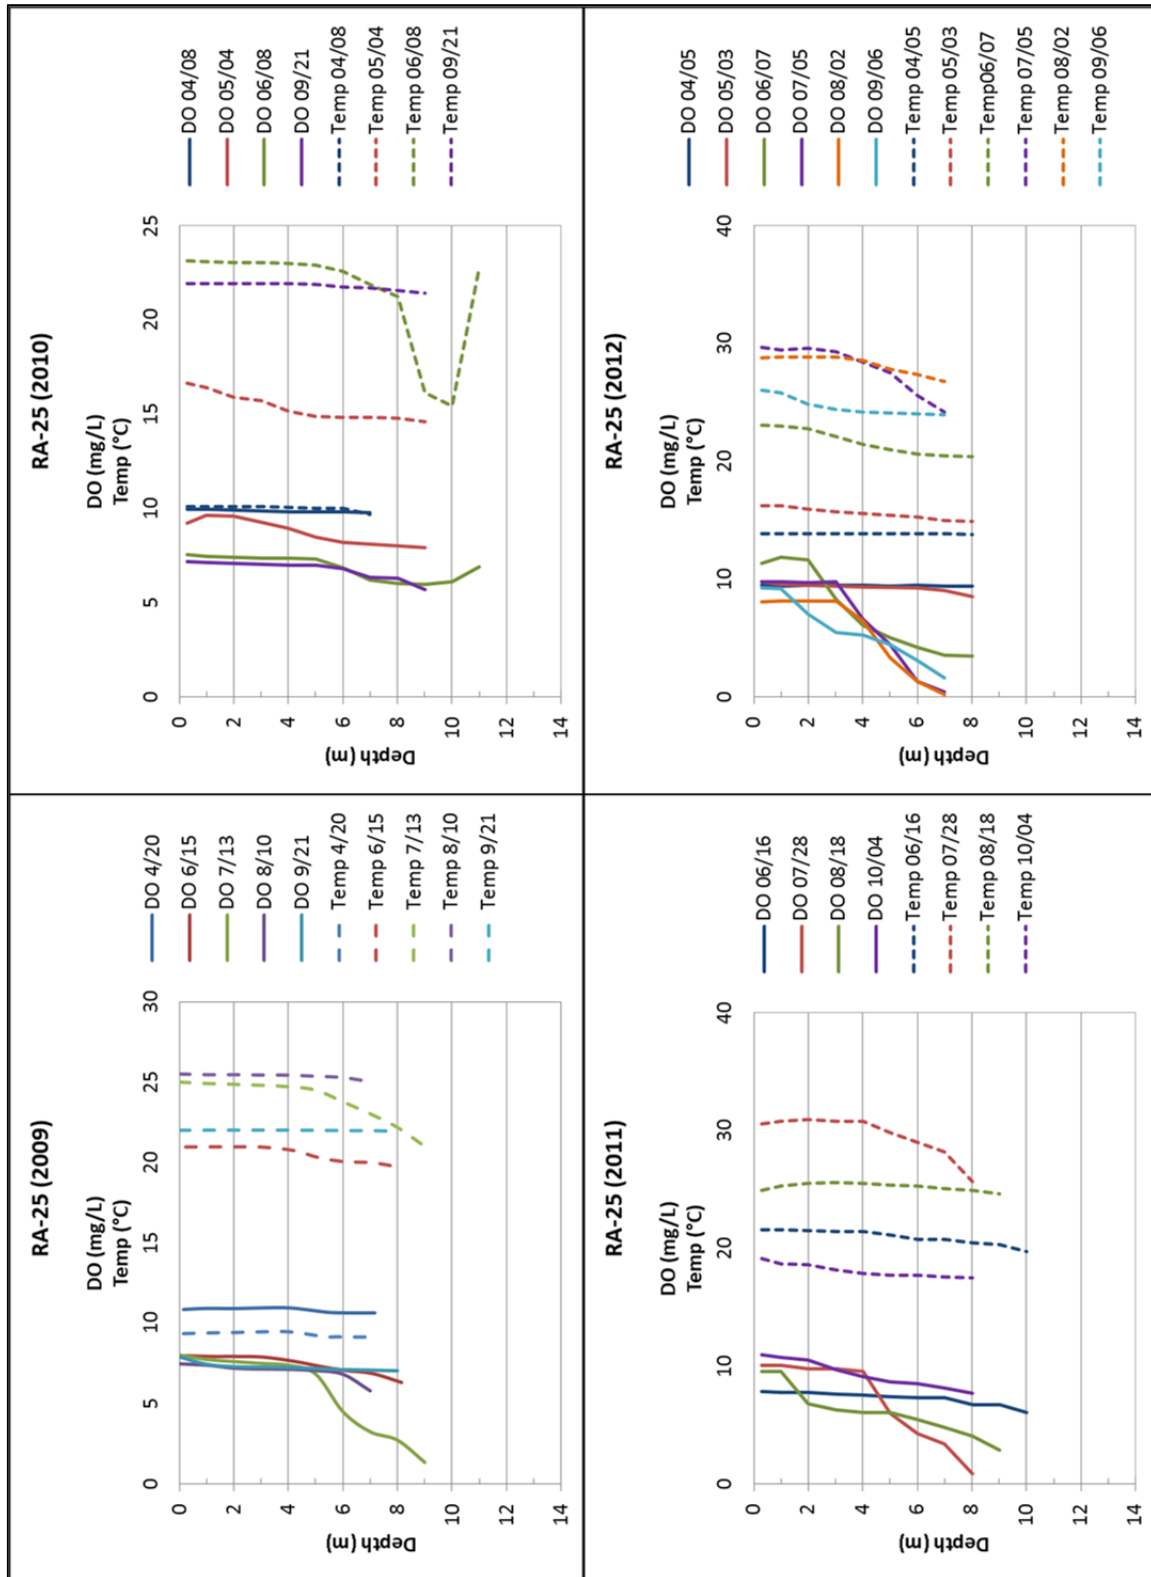 RA-25 (2009)
DO (mg/L)
Temp (°C)
0 5 10 15 20 25 30
0
2
4
6
8
10
12
14
Depth (m)
DO 4/20
DO 6/15
DO 7/13
DO 8/10
DO 9/21
Temp 4/20
Temp 6/15
Temp 7/13
Temp 8/10
Temp 9/21
RA-25 (2010)
DO (mg/L)
Temp (°C)
0 5 10 15 20 25
0
2
4
6
8
10
12
14
Depth (m)
DO 04/08
DO 05/04
DO 06/08
DO 09/21
Temp 04/08
Temp 05/04
Temp 06/08
Temp 09/21
RA-25 (2011)
DO (mg/L)
Temp (°C)
0 10 20 30 40
0
2
4
6
8
10
12
14
Depth (m)
DO 06/16
DO 07/28
DO 08/18
DO 10/04
Temp 06/16
Temp 07/28
Temp 08/18
Temp 10/04
RA-25 (2012)
DO (mg/L)
Temp (°C)
0 10 20 30 40
0
2
4
6
8
10
12
14
Depth (m)
DO 04/05
DO 05/03
DO 06/07
DO 07/05
DO 08/02
DO 09/06
Temp 04/05
Temp 05/03
Temp06/07
Temp 07/05
Temp 08/02
Temp 09/06